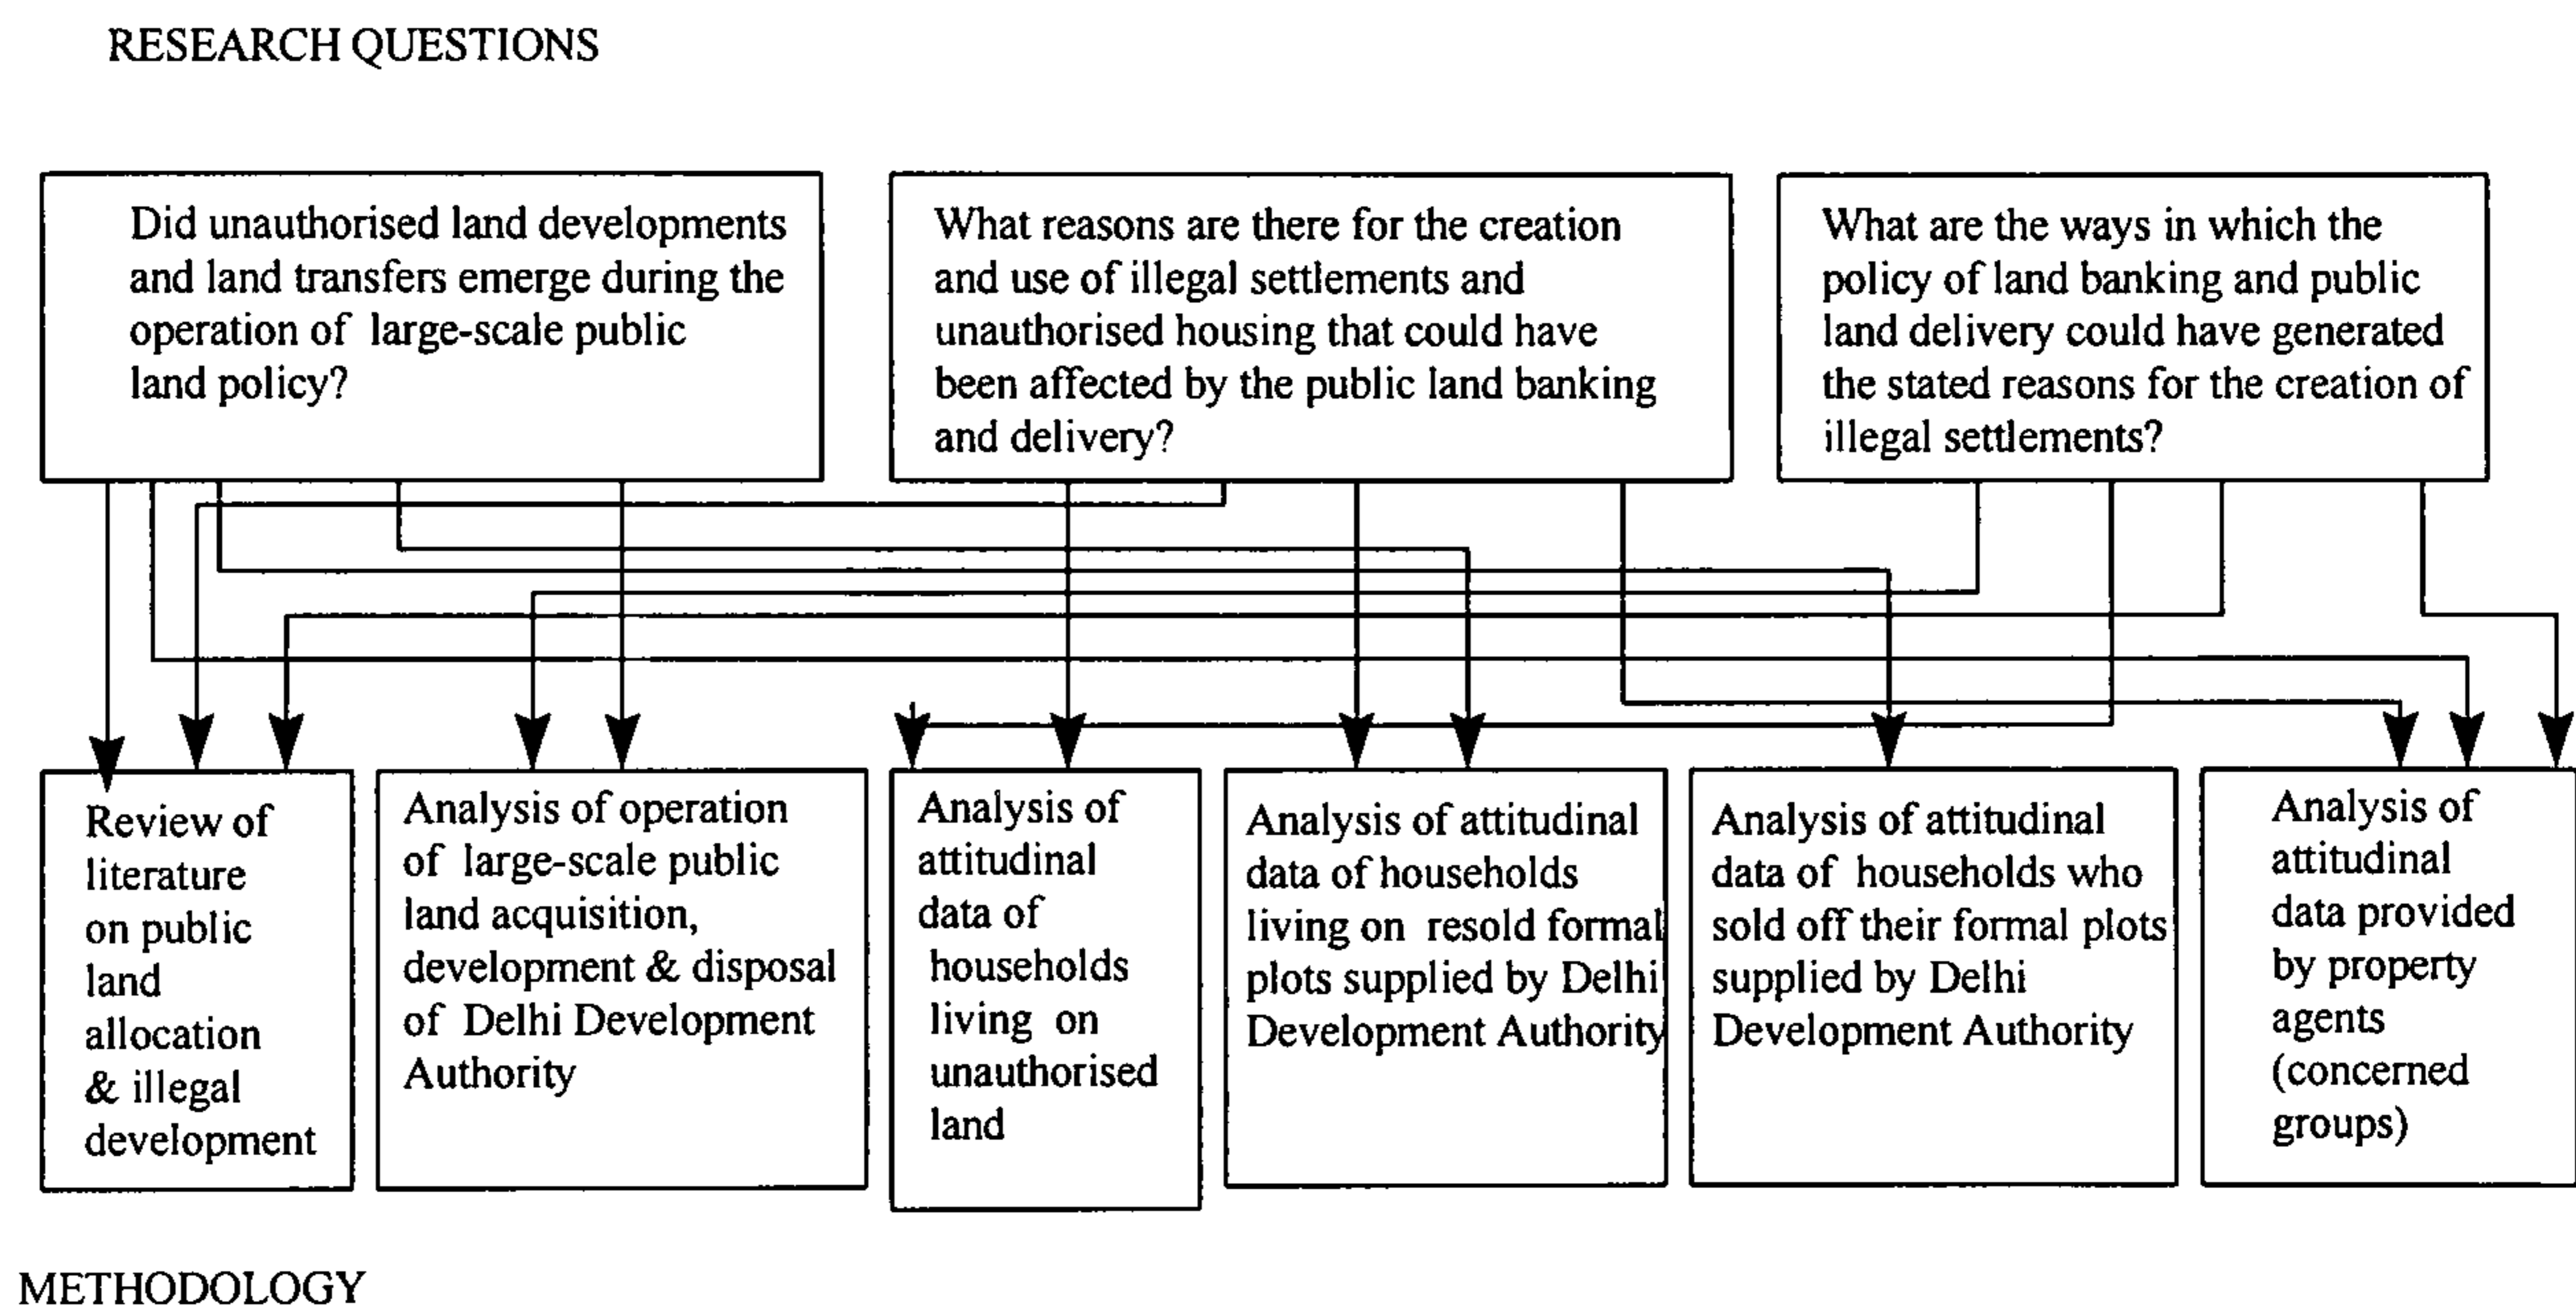 RESEARCH QUESTIONS
Did unauthorised land developments
and land transfers emerge during the
operation of large-scale public
land policy?
What reasons are there for the creation
and use of illegal settlements and
unauthorised housing that could have
been affected by the public land banking
and delivery?
What are the ways in which the
policy of land banking and public
land delivery could have generated
the stated reasons for the creation of
illegal settlements?
Review of
literature
on public
land
allocation
& illegal
development
Analysis of operation
of large-scale public
land acquisition,
development & disposal
of Delhi Development
Authority
Analysis of
attitudinal
data of
households
living on
unauthorised
land
Analysis of attitudinal
data of households
living on resold formal
plots supplied by Delhi
Development Authority
Analysis of attitudinal
data of households who
sold off their formal plots
supplied by Delhi
Development Authority
Analysis of
attitudinal
data provided
by property
agents
(concerned
groups)
METHODOLOGY